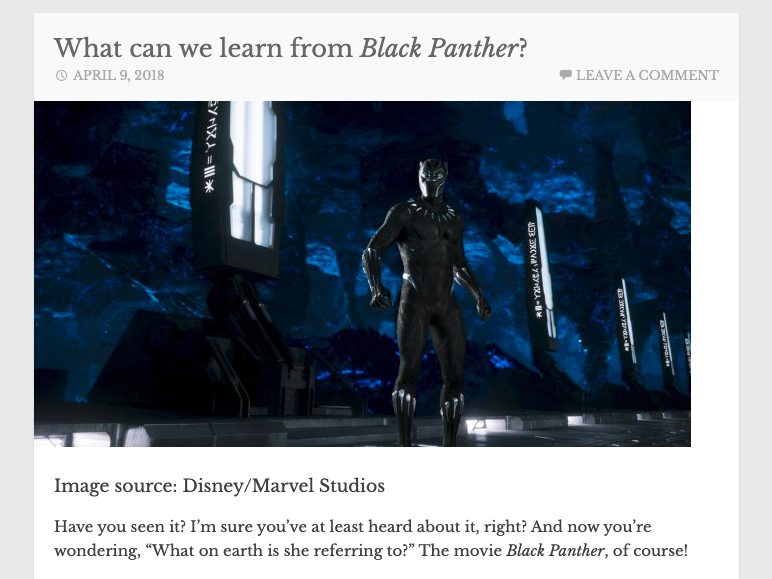 What can we learn from Black Panther?
APRIL 9, 2018
LEAVE A COMMENT
Image source: Disney/Marvel Studios
Have you seen it? I’m sure you’ve at least heard about it, right? And now you’re
wondering, “What on earth is she referring to?” The movie Black Panther, of course!